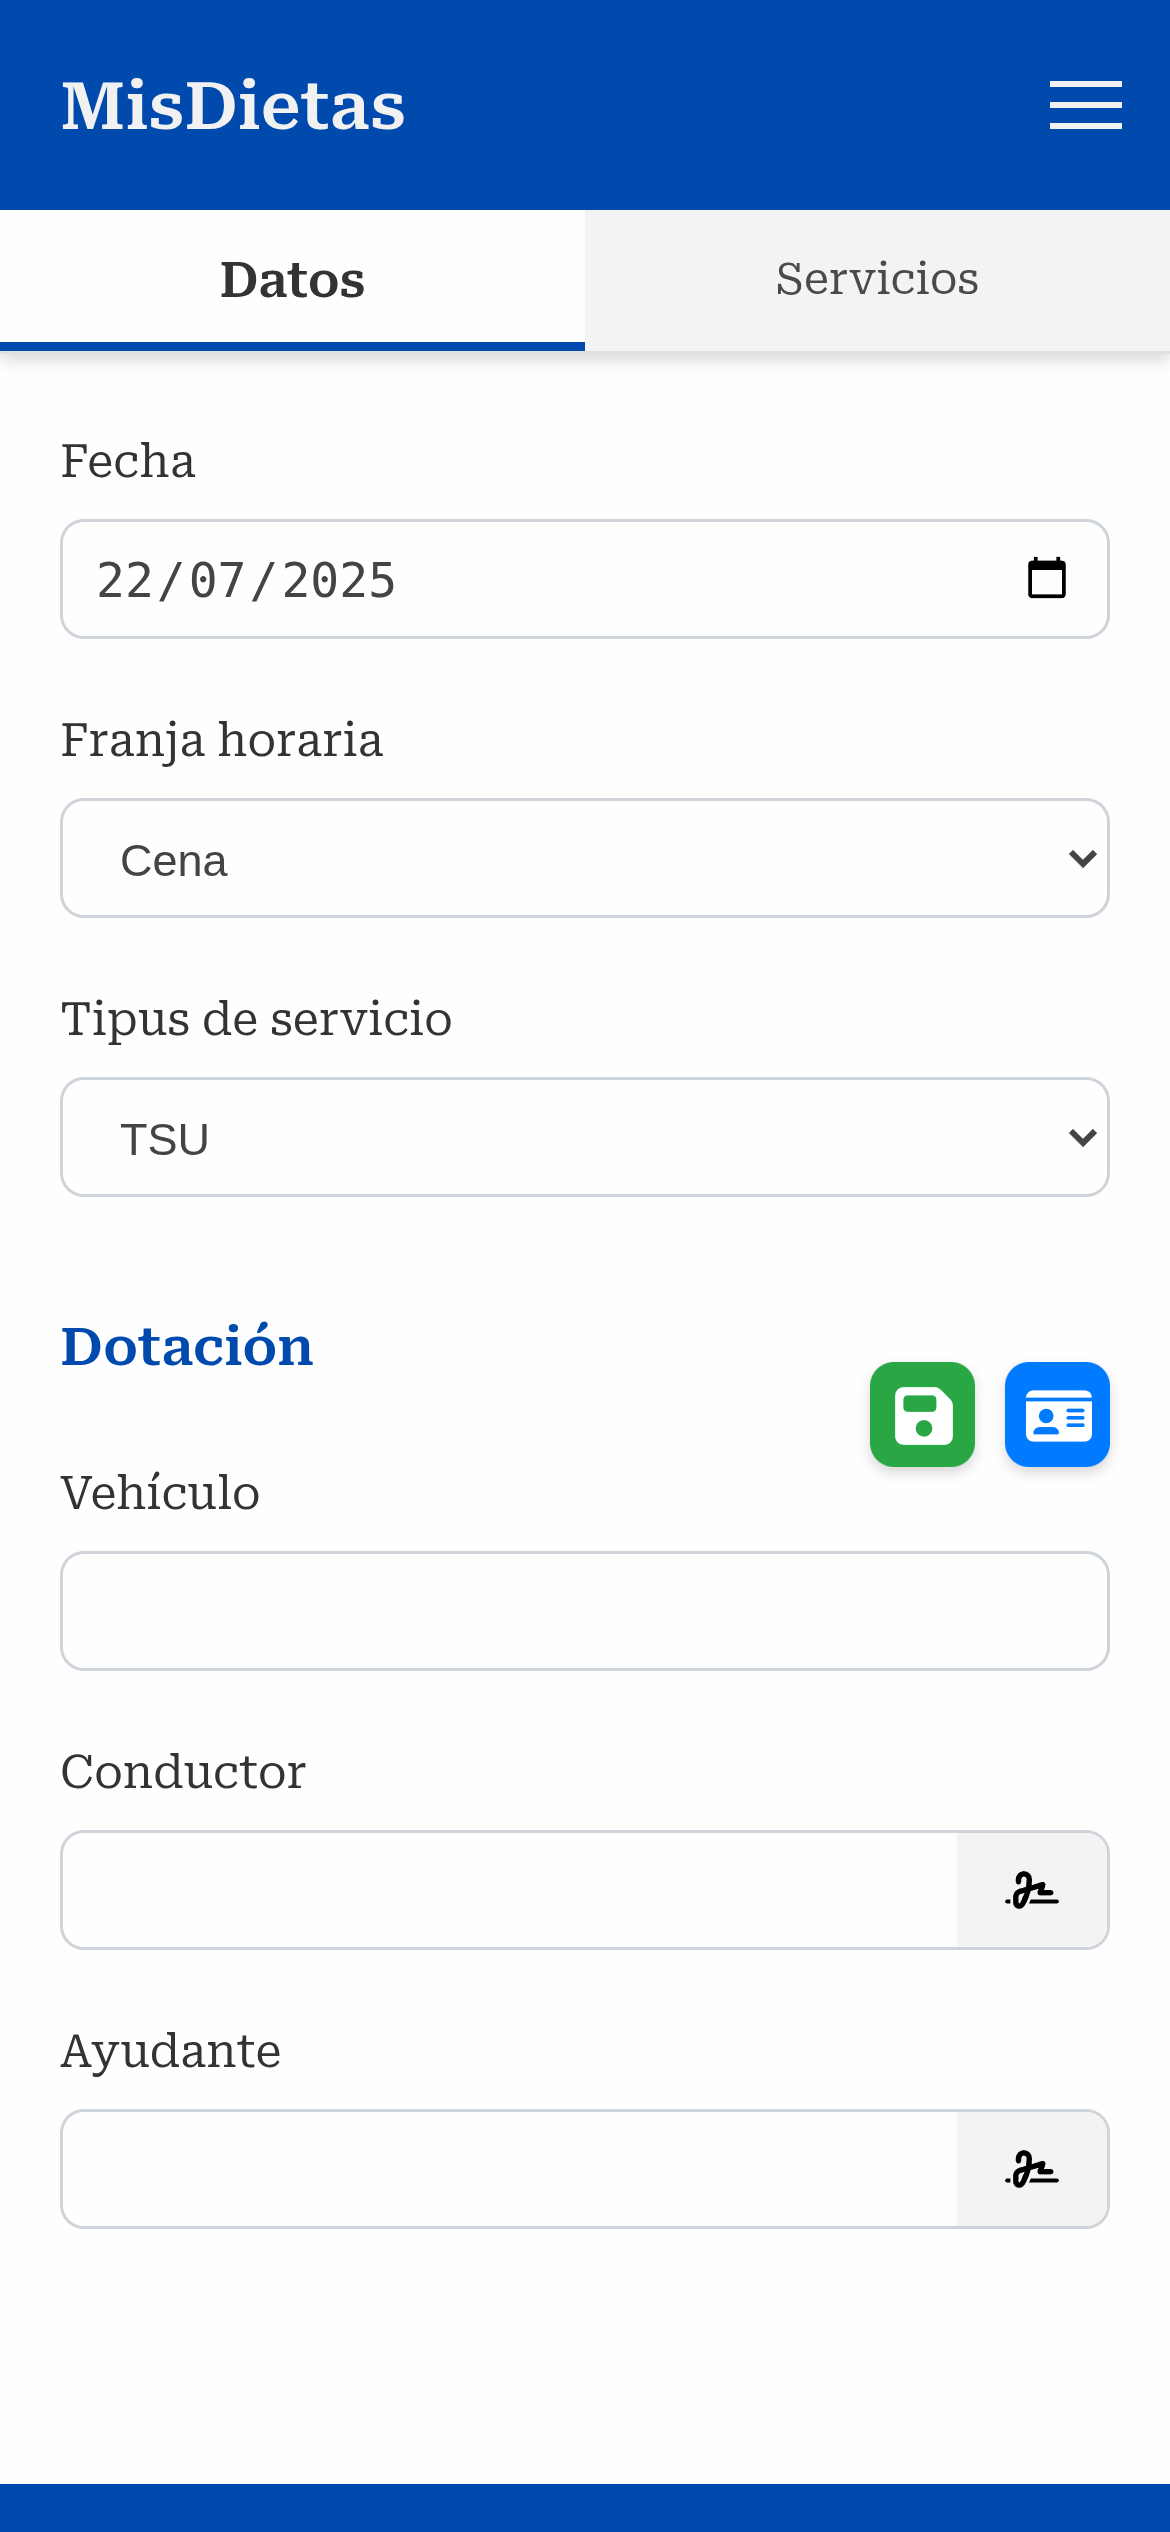 MisDietas
Datos
Servicios
Fecha
22/07/2025
Franja horaria
Cena
Tipus de servicio
TSU
Dotación
Vehículo
Conductor
Ayudante